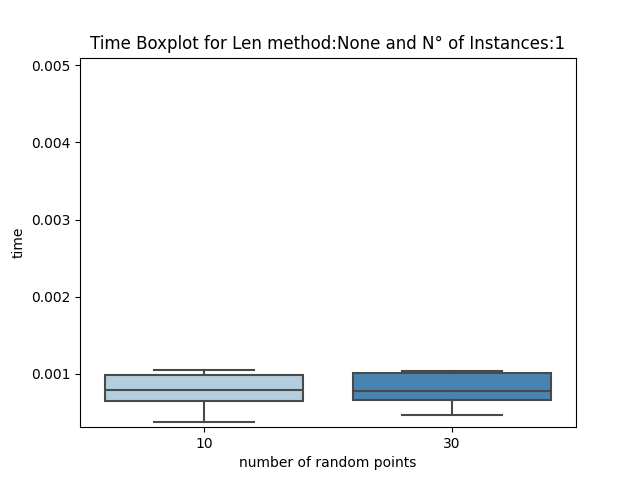 Time Boxplot for Len method:None and N° of Instances:1
0.005
0.004
0.003
0.002
0.001
time
10 30
number of random points